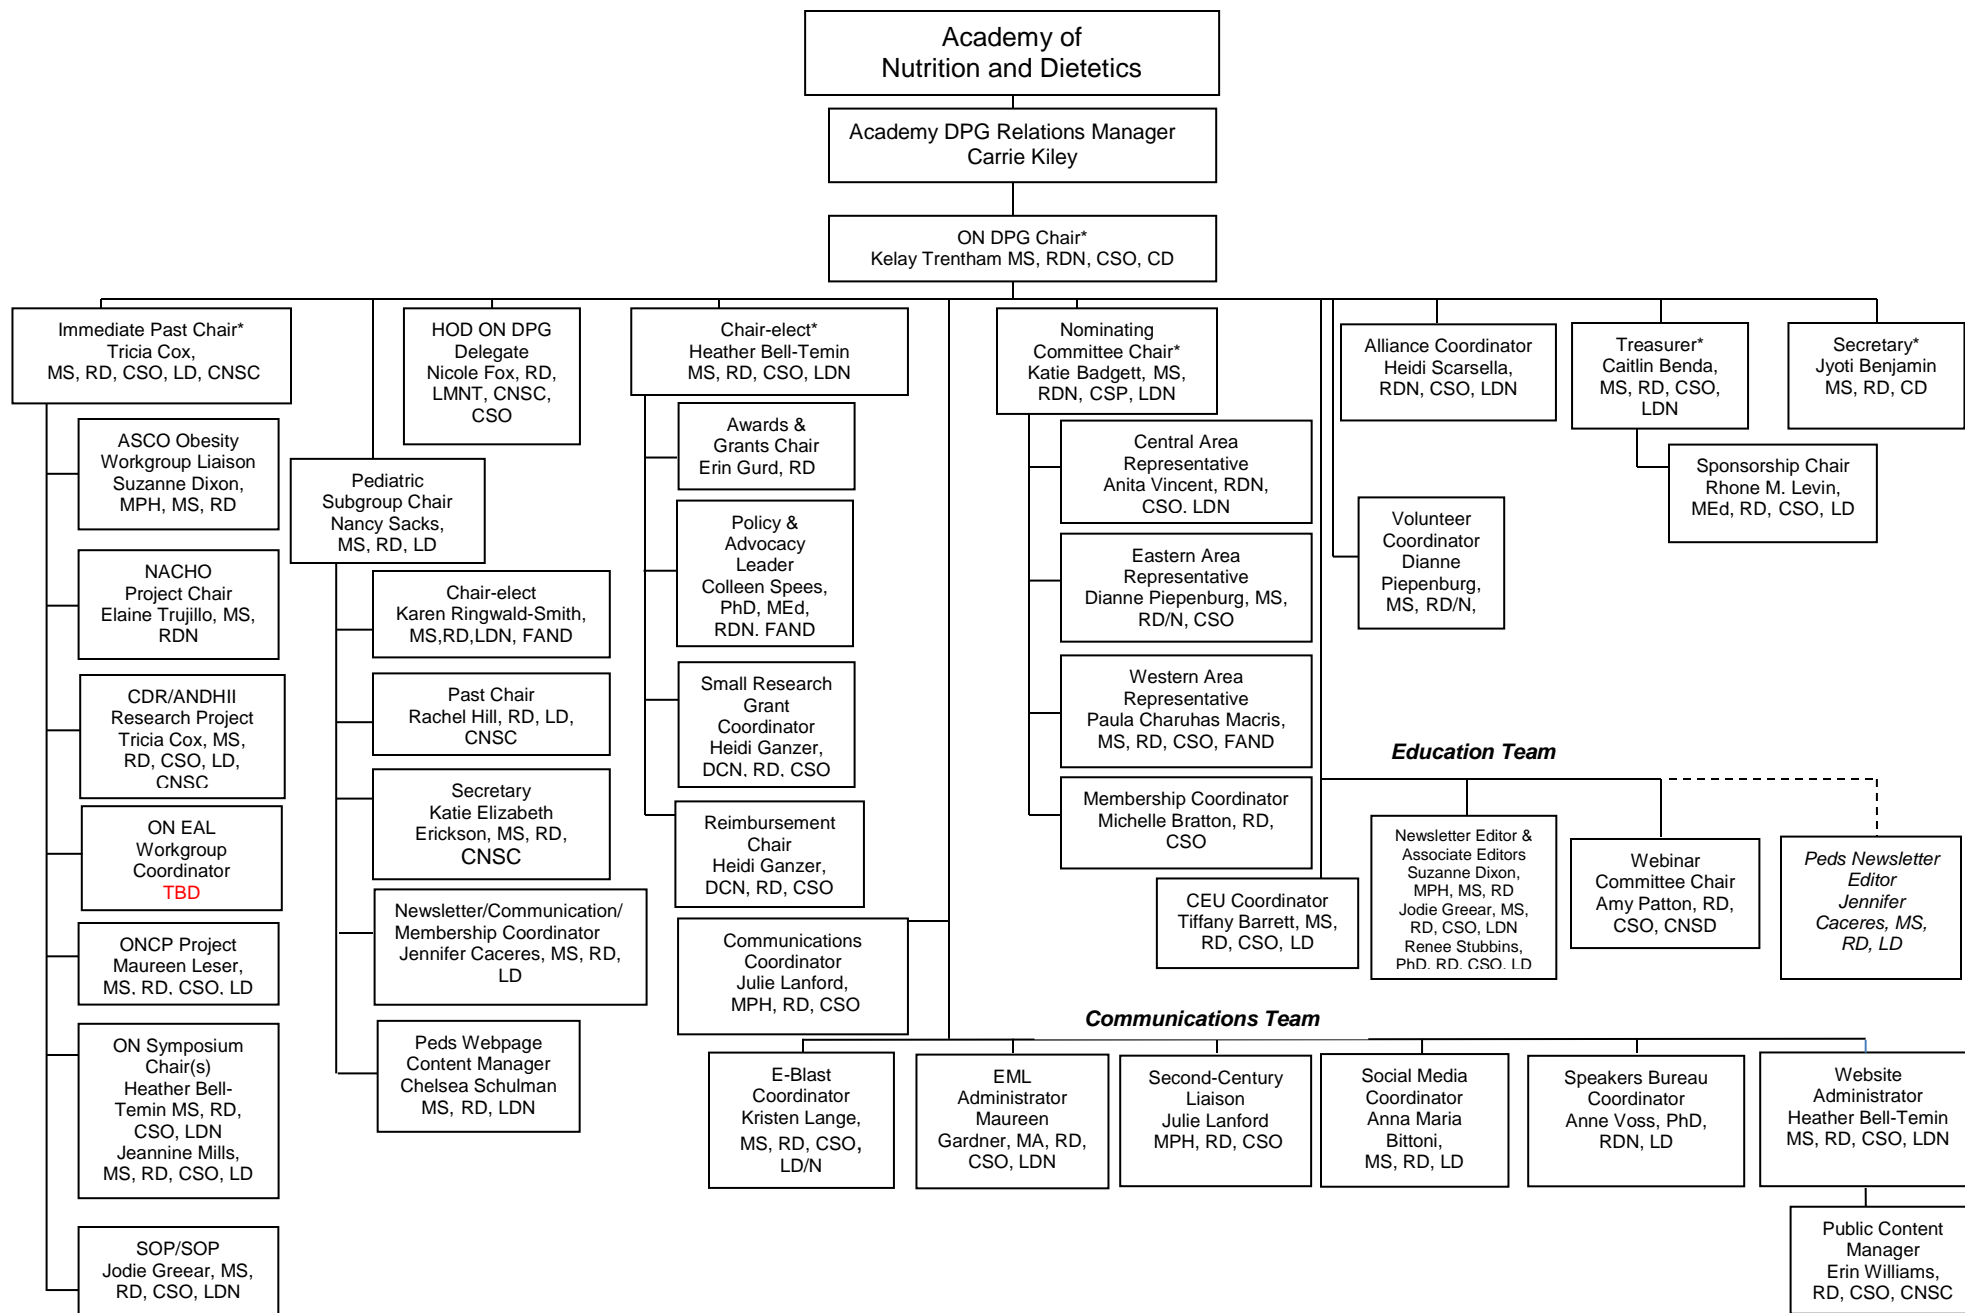 Academy of
Nutrition and Dietetics
Academy DPG Relations Manager
Carrie Kiley
ON DPG Chair*
Kelay Trentham MS, RDN, CSO, CD
Immediate Past Chair*
Tricia Cox,
MS, RD, CSO, LD, CNSC
ASCO Obesity
Workgroup Liaison
Suzanne Dixon,
MPH, MS, RD
NACHO
Project Chair
Elaine Trujillo, MS,
RDN
CDR/ANDHII
Research Project
Tricia Cox, MS,
RD, CSO, LD,
CNSC
ON EAL
Workgroup
Coordinator
TBD
ONCP Project
Maureen Leser,
MS, RD, CSO, LD
ON Symposium
Chair(s)
Heather Bell-
Temin MS, RD,
CSO, LDN
Jeannine Mills,
MS, RD, CSO, LD
SOP/SOP
Jodie Greear, MS,
RD, CSO, LDN
Pediatric
Subgroup Chair
Nancy Sacks,
MS, RD, LD
Chair-elect
Karen Ringwald-Smith,
MS,RD,LDN, FAND
Past Chair
Rachel Hill, RD, LD,
CNSC
Secretary
Katie Elizabeth
Erickson, MS, RD,
CNSC
Newsletter/Communication/
Membership Coordinator
Jennifer Caceres, MS, RD,
LD
Peds Webpage
Content Manager
Chelsea Schulman
MS, RD, LDN
HOD ON DPG
Delegate
Nicole Fox, RD,
LMNT, CNSC,
CSO
Chair-elect*
Heather Bell-Temin
MS, RD, CSO, LDN
Awards &
Grants Chair
Erin Gurd, RD
Policy &
Advocacy
Leader
Colleen Spees,
PhD, MEd,
RDN. FAND
Small Research
Grant
Coordinator
Heidi Ganzer,
DCN, RD, CSO
Reimbursement
Chair
Heidi Ganzer,
DCN, RD, CSO
Communications
Coordinator
Julie Lanford,
MPH, RD, CSO
Nominating
Committee Chair*
Katie Badgett, MS,
RDN, CSP, LDN
Central Area
Representative
Anita Vincent, RDN,
CSO. LDN
Eastern Area
Representative
Dianne Piepenburg, MS,
RD/N, CSO
Western Area
Representative
Paula Charuhas Macris,
MS, RD, CSO, FAND
Membership Coordinator
Michelle Bratton, RD,
CSO
Alliance Coordinator
Heidi Scarsella,
RDN, CSO, LDN
Volunteer
Coordinator
Dianne
Piepenburg,
MS, RD/N,
Treasurer*
Caitlin Benda,
MS, RD, CSO,
LDN
Sponsorship Chair
Rhone M. Levin,
MEd, RD, CSO, LD
Secretary*
Jyoti Benjamin
MS, RD, CD
Education Team
CEU Coordinator
Tiffany Barrett, MS,
RD, CSO, LD
Newsletter Editor &
Associate Editors
Suzanne Dixon,
MPH, MS, RD
Jodie Greear, MS,
RD, CSO, LDN
Renee Stubbins,
PhD, RD, CSO, LD
Webinar
Committee Chair
Amy Patton, RD,
CSO, CNSD
Peds Newsletter
Editor
Jennifer
Caceres, MS,
RD, LD
Communications Team
E-Blast
Coordinator
Kristen Lange,
MS, RD, CSO,
LD/N
EML
Administrator
Maureen
Gardner, MA, RD,
CSO, LDN
Second-Century
Liaison
Julie Lanford
MPH, RD, CSO
Social Media
Coordinator
Anna Maria
Bittoni,
MS, RD, LD
Speakers Bureau
Coordinator
Anne Voss, PhD,
RDN, LD
Website
Administrator
Heather Bell-Temin
MS, RD, CSO, LDN
Public Content
Manager
Erin Williams,
RD, CSO, CNSC